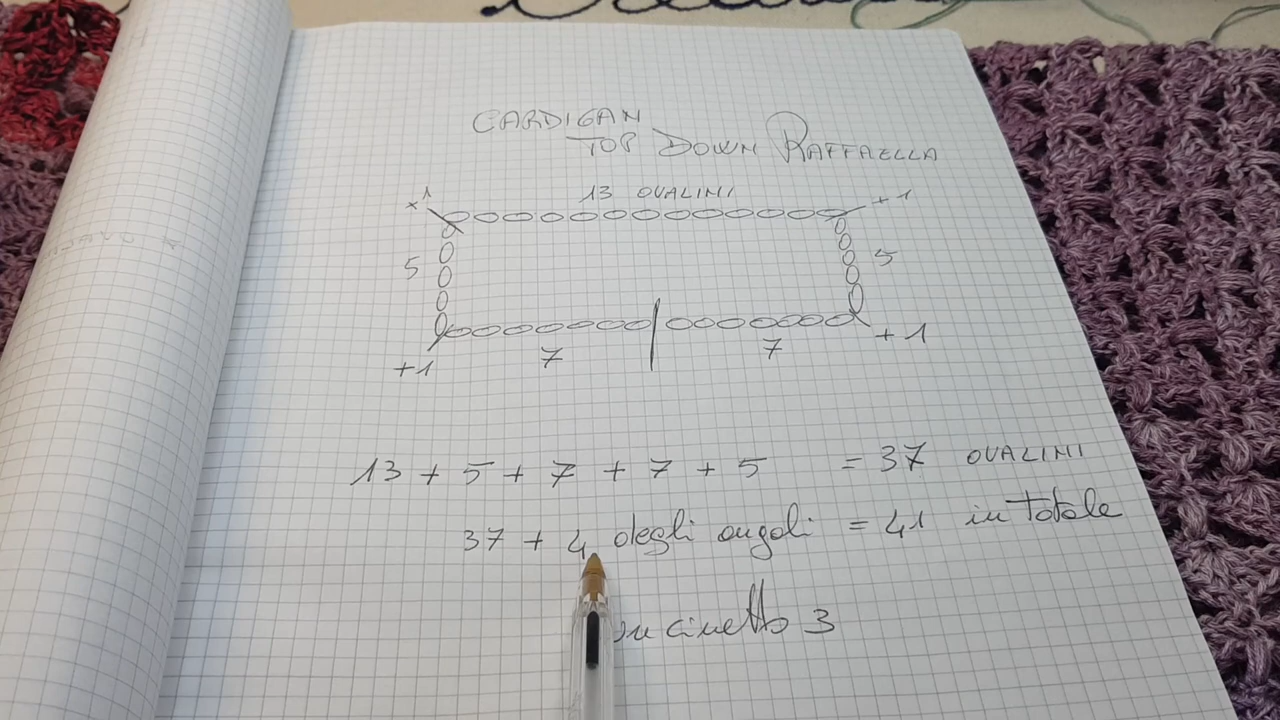 CARDIGAN
TOP DOWN RAFFAELLA
13 OVALINI
+1
+1
5
5
7
7
+1
+1
13 + 5 + 7 + 7 + 5 = 37 OVALINI
37 + 4 degli angoli = 41 in totale
uncinetto 3